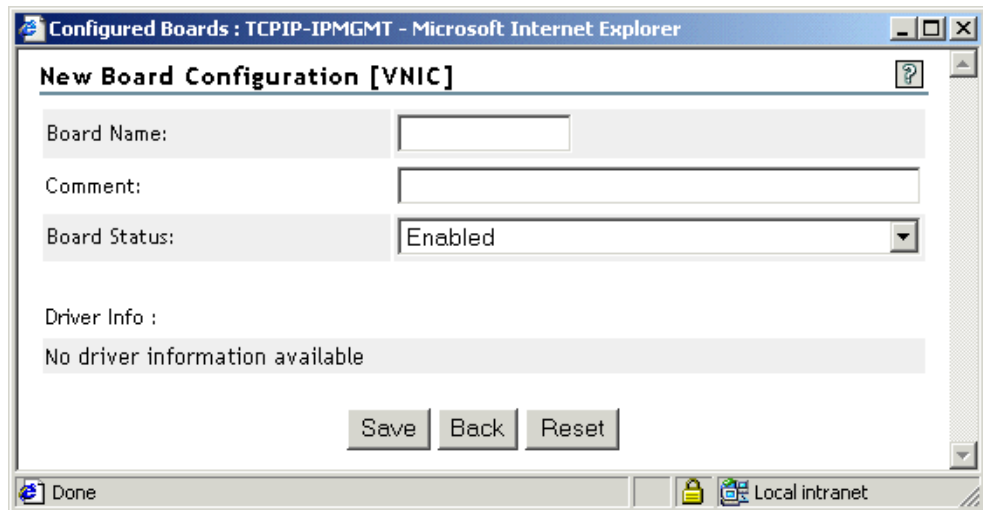 Configured Boards : TCPIP-IPMGMT - Microsoft Internet Explorer
New Board Configuration [VNIC]
?
Board Name:
Comment:
Board Status:
Enabled
Driver Info :
No driver information available
Save Back Reset
Done
Local intranet